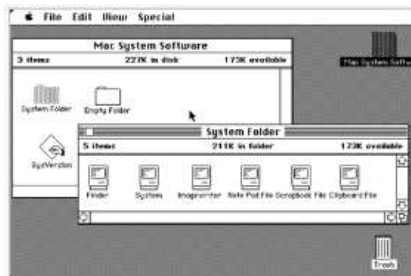 File Edit View Special
Mac System Software
3 items 227K in disk 173K available
Mac System Softw
System Folder Empty Folder
SysVersion
System Folder
5 items 211K in folder 173K available
Finder System Imagewriter Note Pad File Scrapbook File Clipboard File
Trash